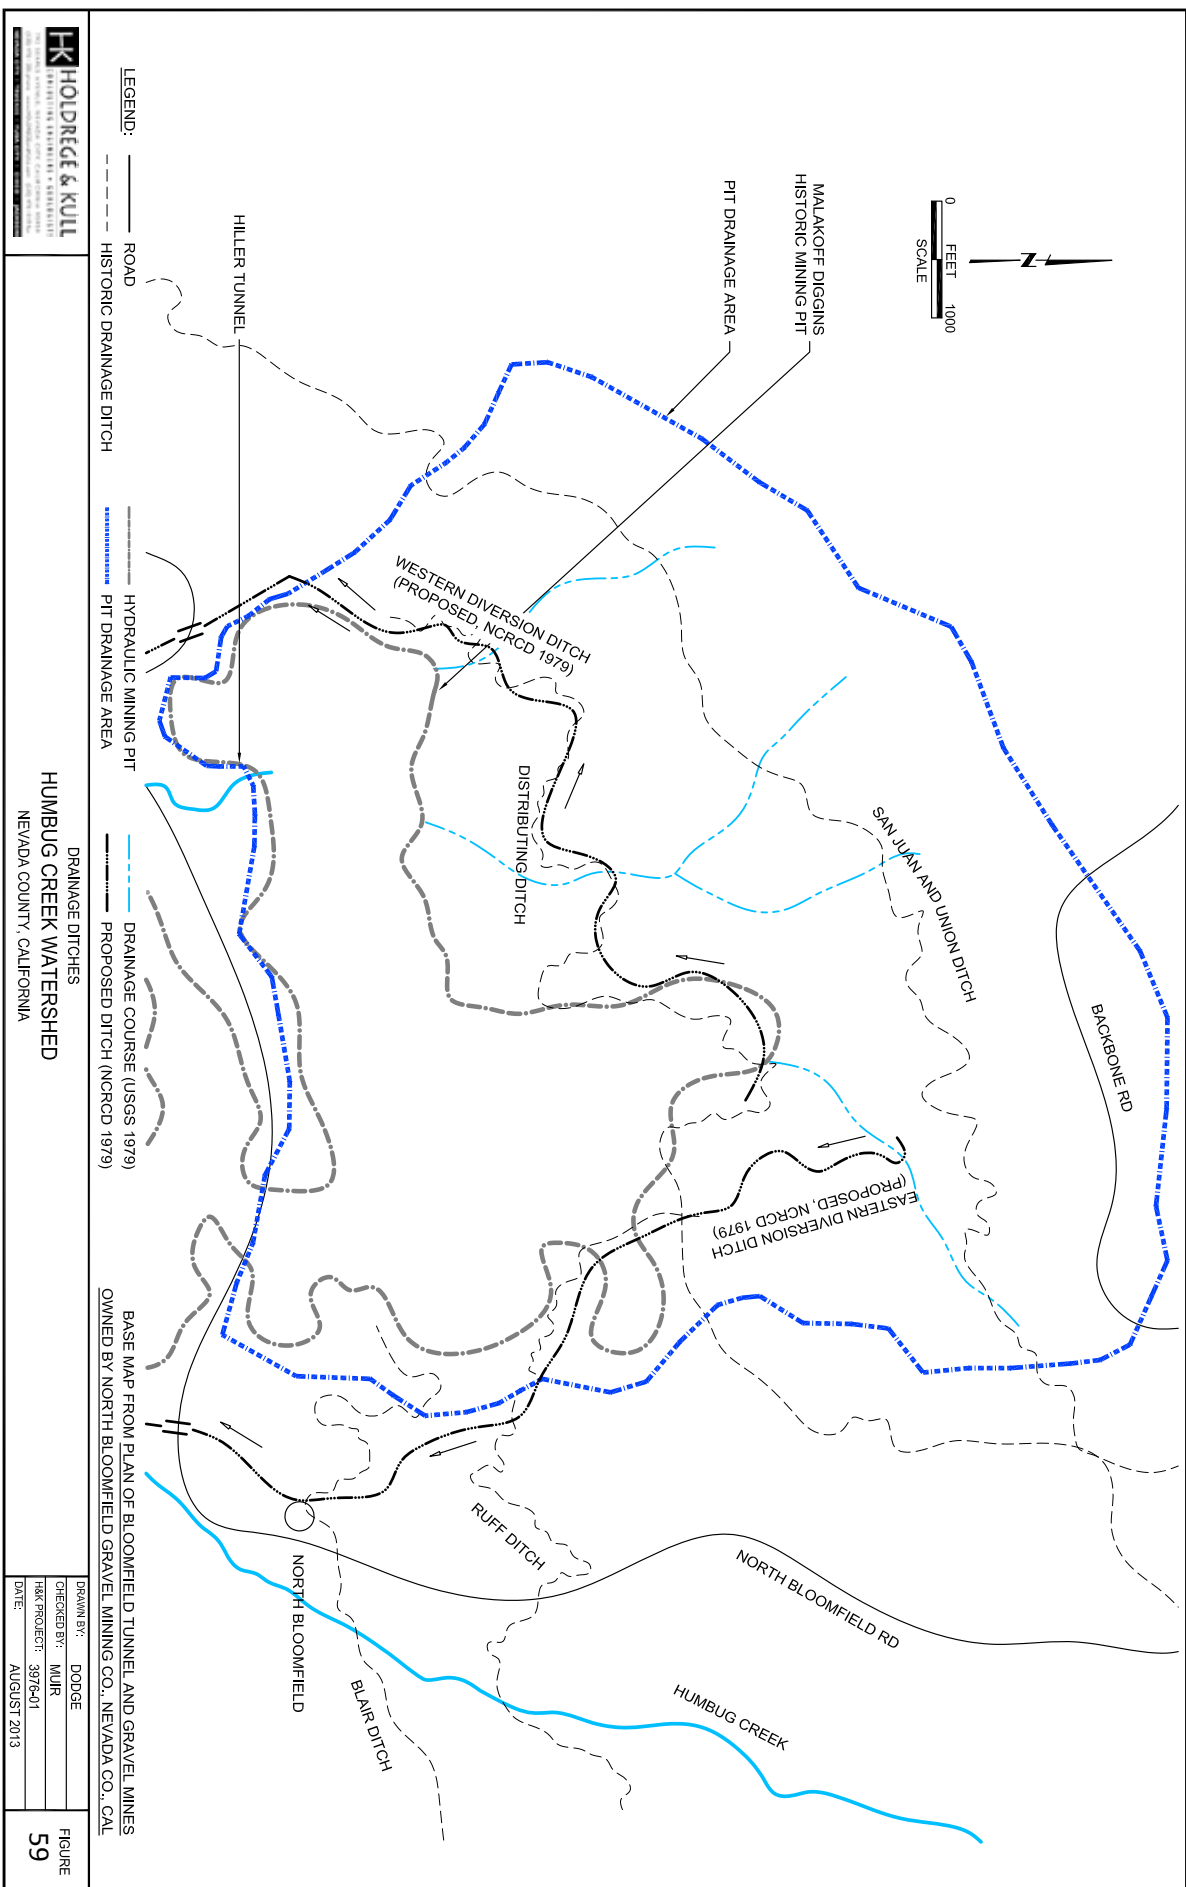 0 FEET 1000
SCALE
N
MALAKOFF DIGGINS
HISTORIC MINING PIT
PIT DRAINAGE AREA
BACKBONE RD
SAN JUAN AND UNION DITCH
WESTERN DIVERSION DITCH
(PROPOSED, NCRCD 1979)
DISTRIBUTING DITCH
EASTERN DIVERSION DITCH
(PROPOSED, NCRCD 1979)
NORTH BLOOMFIELD RD
HUMBUG CREEK
RUFF DITCH
BLAIR DITCH
NORTH BLOOMFIELD
HILLER TUNNEL
LEGEND:
ROAD
HISTORIC DRAINAGE DITCH
HYDRAULIC MINING PIT
PIT DRAINAGE AREA
DRAINAGE COURSE (USGS 1979)
PROPOSED DITCH (NCRCD 1979)
BASE MAP FROM PLAN OF BLOOMFIELD TUNNEL AND GRAVEL MINES
OWNED BY NORTH BLOOMFIELD GRAVEL MINING CO., NEVADA CO., CAL
HK HOLDREGE & KULL
CONSULTING ENGINEERS • GEOLOGISTS
DRAINAGE DITCHES
HUMBUG CREEK WATERSHED
NEVADA COUNTY, CALIFORNIA
DRAWN BY: DODGE
CHECKED BY: MUIR
H&K PROJECT: 3976-01
DATE: AUGUST 2013
FIGURE
59